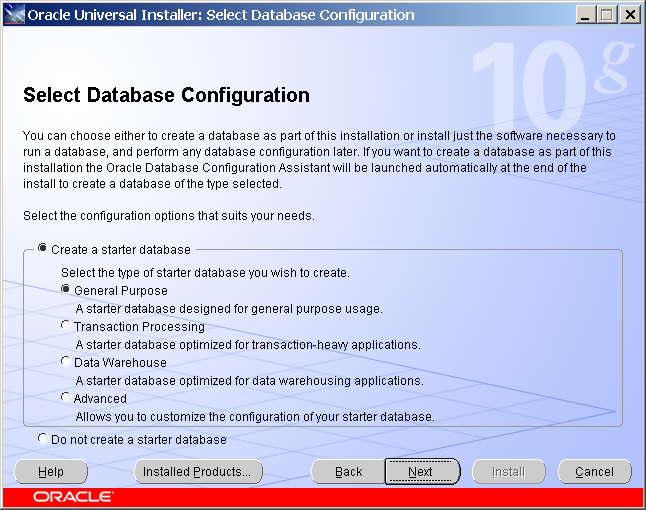 Oracle Universal Installer: Select Database Configuration
10g
Select Database Configuration
You can choose either to create a database as part of this installation or install just the software necessary to
run a database, and perform any database configuration later. If you want to create a database as part of this
installation the Oracle Database Configuration Assistant will be launched automatically at the end of the
install to create a database of the type selected.
Select the configuration options that suits your needs.
Create a starter database
Select the type of starter database you wish to create.
General Purpose
A starter database designed for general purpose usage.
Transaction Processing
A starter database optimized for transaction-heavy applications.
Data Warehouse
A starter database optimized for data warehousing applications.
Advanced
Allows you to customize the configuration of your starter database.
Do not create a starter database
Help Installed Products... Back Next Install Cancel
ORACLE